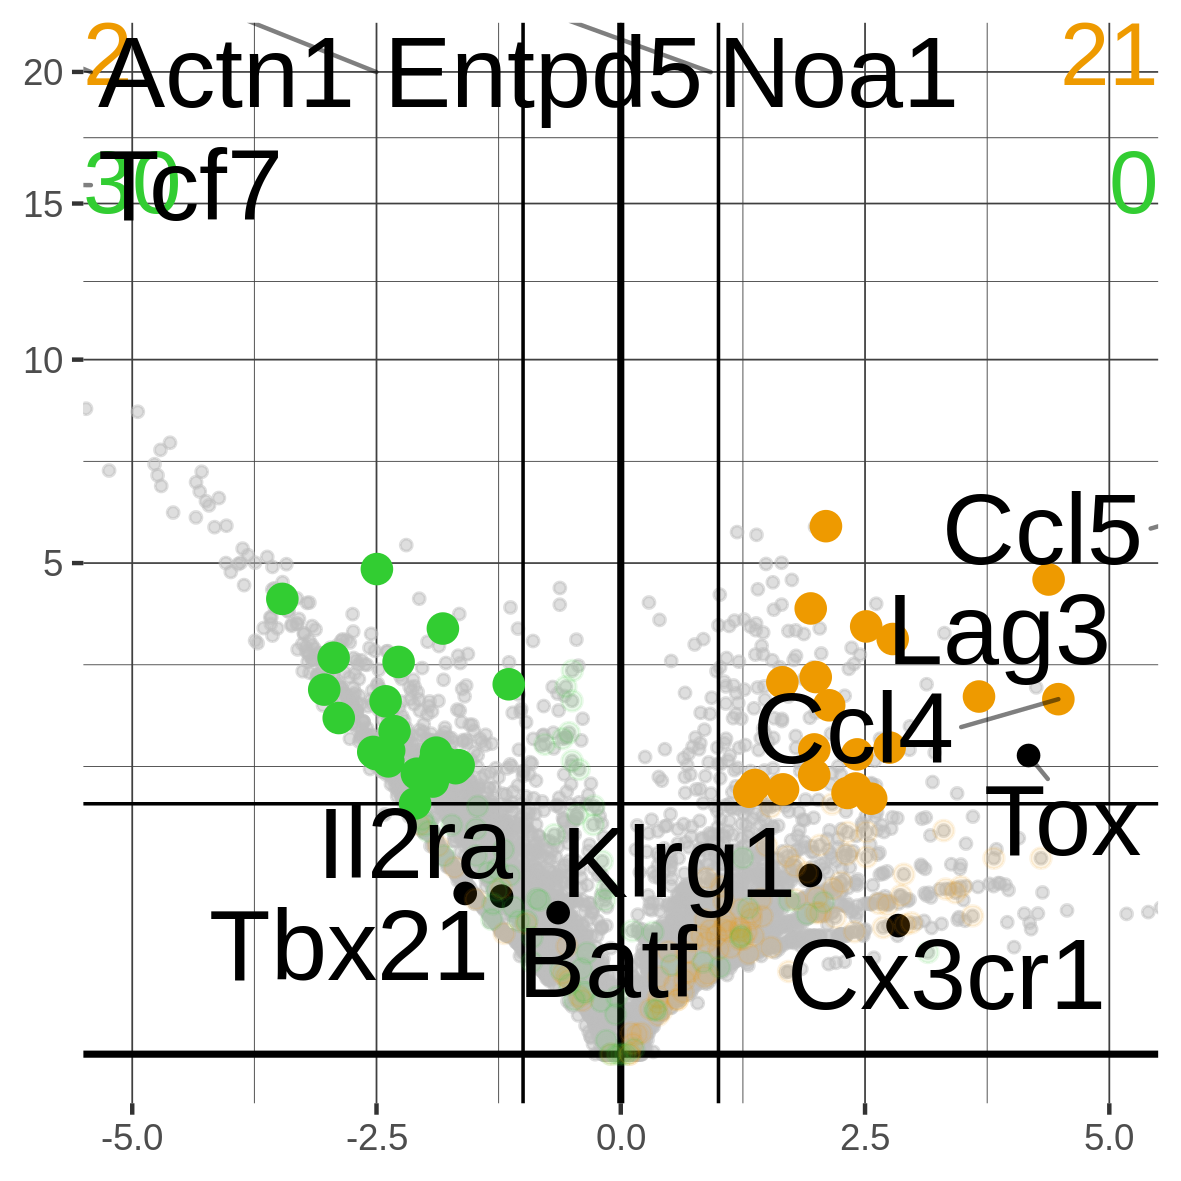 2 Actn1 Entpd5 Noa1 21
20
30 Tcf7 0
15
10
Ccl5
5
Lag3
Ccl4
Tox
Il2ra Klrg1
Tbx21 Batf Cx3cr1
-5.0 -2.5 0.0 2.5 5.0